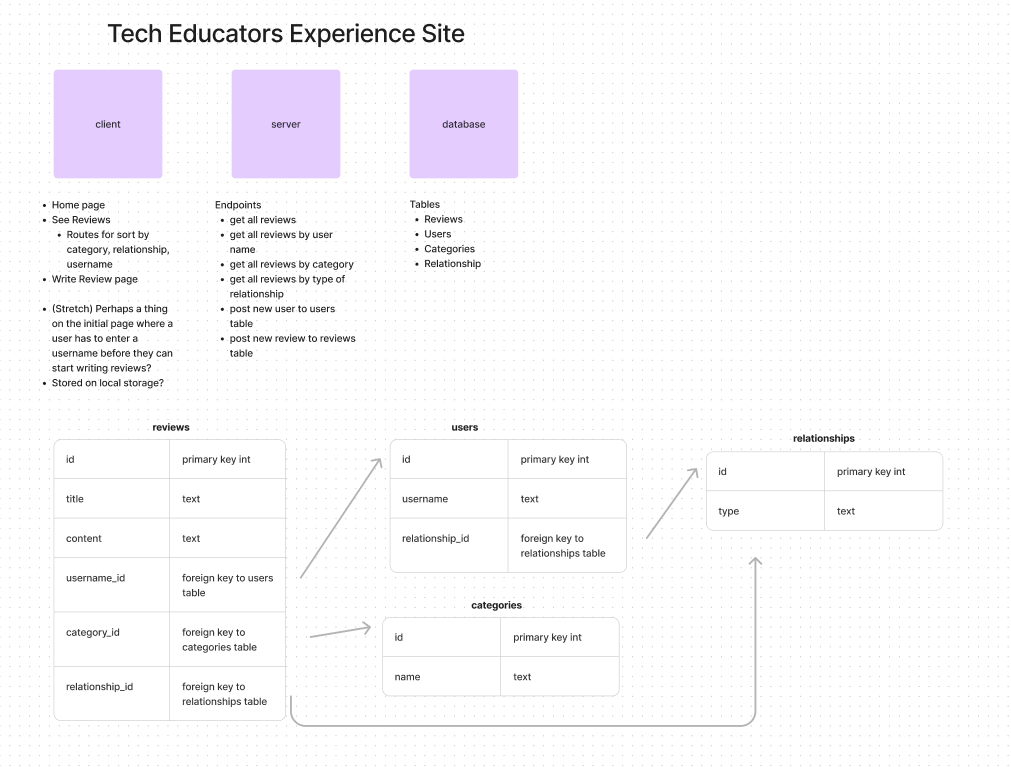 Tech Educators Experience Site
client
server
database
Home page
See Reviews
Routes for sort by
category, relationship,
username
Write Review page
(Stretch) Perhaps a thing
on the initial page where a
user has to enter a
username before they can
start writing reviews?
Stored on local storage?
Endpoints
get all reviews
get all reviews by user
name
get all reviews by category
get all reviews by type of
relationship
post new user to users
table
post new review to reviews
table
Tables
Reviews
Users
Categories
Relationship
reviews
id
primary key int
title
text
content
text
username_id
foreign key to users
table
category_id
foreign key to
categories table
relationship_id
foreign key to
relationships table
users
id
primary key int
username
text
relationship_id
foreign key to
relationships table
categories
id
primary key int
name
text
relationships
id
primary key int
type
text